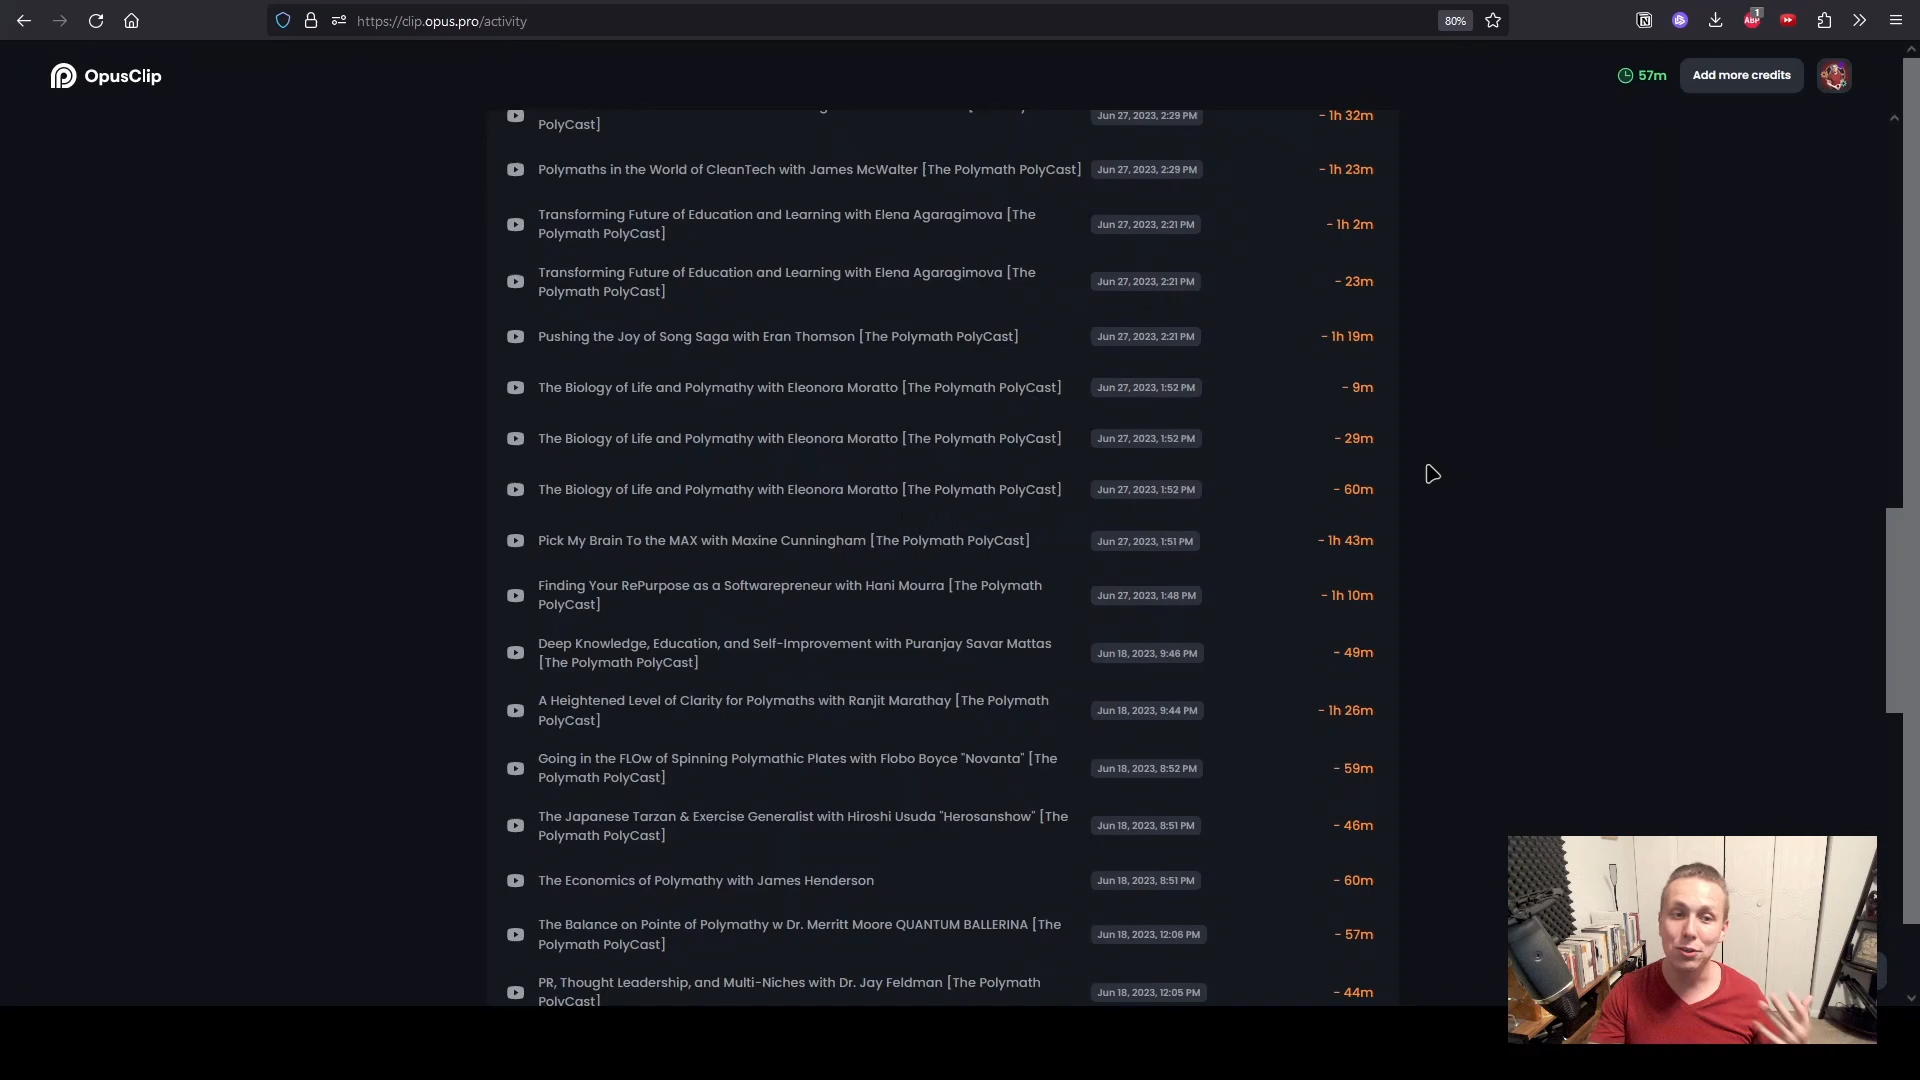 https://clip.opus.pro/activity
80%
1
ABP
OpusClip
57m
Add more credits
PolyCast]
Jun 27, 2023, 2:29 PM
- 1h 32m
Polymaths in the World of CleanTech with James McWalter [The Polymath PolyCast]
Jun 27, 2023, 2:29 PM
- 1h 23m
Transforming Future of Education and Learning with Elena Agaragimova [The
Polymath PolyCast]
Jun 27, 2023, 2:21 PM
- 1h 2m
Transforming Future of Education and Learning with Elena Agaragimova [The
Polymath PolyCast]
Jun 27, 2023, 2:21 PM
- 23m
Pushing the Joy of Song Saga with Eran Thomson [The Polymath PolyCast]
Jun 27, 2023, 2:21 PM
- 1h 19m
The Biology of Life and Polymathy with Eleonora Moratto [The Polymath PolyCast]
Jun 27, 2023, 1:52 PM
- 9m
The Biology of Life and Polymathy with Eleonora Moratto [The Polymath PolyCast]
Jun 27, 2023, 1:52 PM
- 29m
The Biology of Life and Polymathy with Eleonora Moratto [The Polymath PolyCast]
Jun 27, 2023, 1:52 PM
- 60m
Pick My Brain To the MAX with Maxine Cunningham [The Polymath PolyCast]
Jun 27, 2023, 1:51 PM
- 1h 43m
Finding Your RePurpose as a Softwarepreneur with Hani Mourra [The Polymath
PolyCast]
Jun 27, 2023, 1:48 PM
- 1h 10m
Deep Knowledge, Education, and Self-Improvement with Puranjay Savar Mattas
[The Polymath PolyCast]
Jun 18, 2023, 9:46 PM
- 49m
A Heightened Level of Clarity for Polymaths with Ranjit Marathay [The Polymath
PolyCast]
Jun 18, 2023, 9:44 PM
- 1h 26m
Going in the FLOw of Spinning Polymathic Plates with Flobo Boyce "Novanta" [The
Polymath PolyCast]
Jun 18, 2023, 8:52 PM
- 59m
The Japanese Tarzan & Exercise Generalist with Hiroshi Usuda "Herosanshow" [The
Polymath PolyCast]
Jun 18, 2023, 8:51 PM
- 46m
The Economics of Polymathy with James Henderson
Jun 18, 2023, 8:51 PM
- 60m
The Balance on Pointe of Polymathy w Dr. Merritt Moore QUANTUM BALLERINA [The
Polymath PolyCast]
Jun 18, 2023, 12:06 PM
- 57m
PR, Thought Leadership, and Multi-Niches with Dr. Jay Feldman [The Polymath
PolyCast]
Jun 18, 2023, 12:05 PM
- 44m